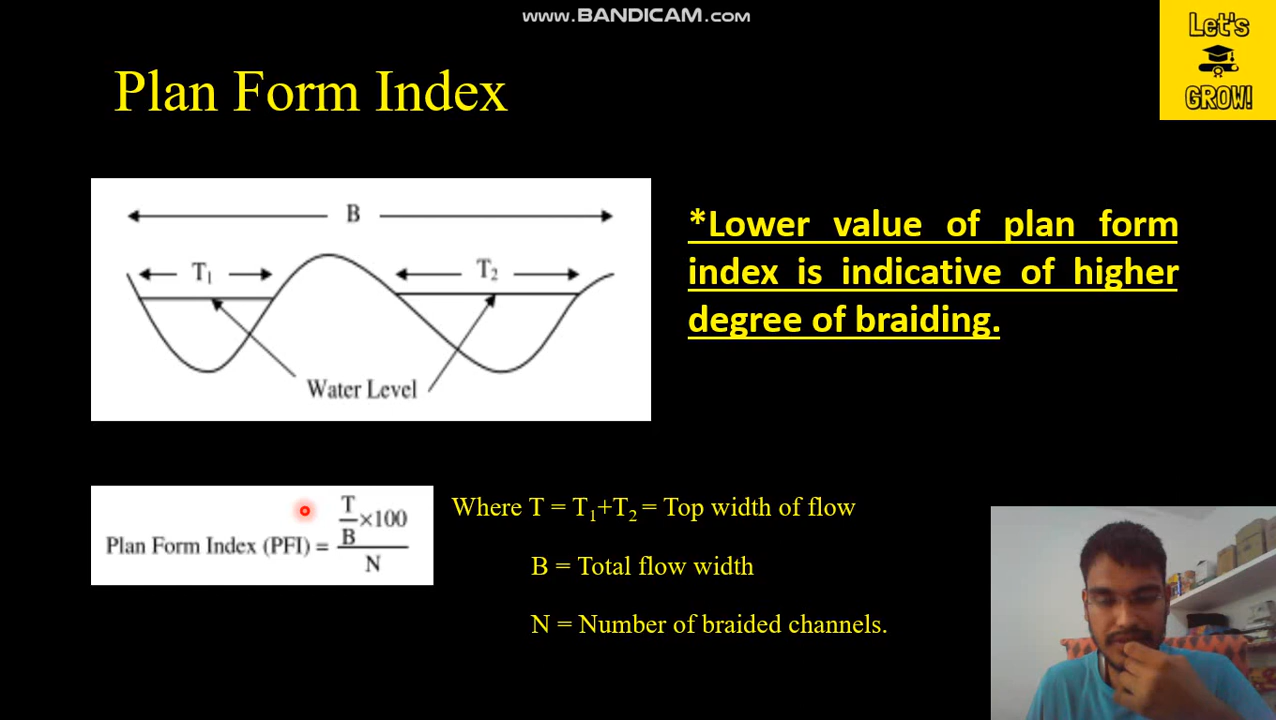 www.BANDICAM.com
Let's
GROW!
Plan Form Index
B
T₁
T₂
Water Level
*Lower value of plan form
index is indicative of higher
degree of braiding.
Plan Form Index (PFI) = T/B×100 / N
Where T = T₁+T₂ = Top width of flow
B = Total flow width
N = Number of braided channels.